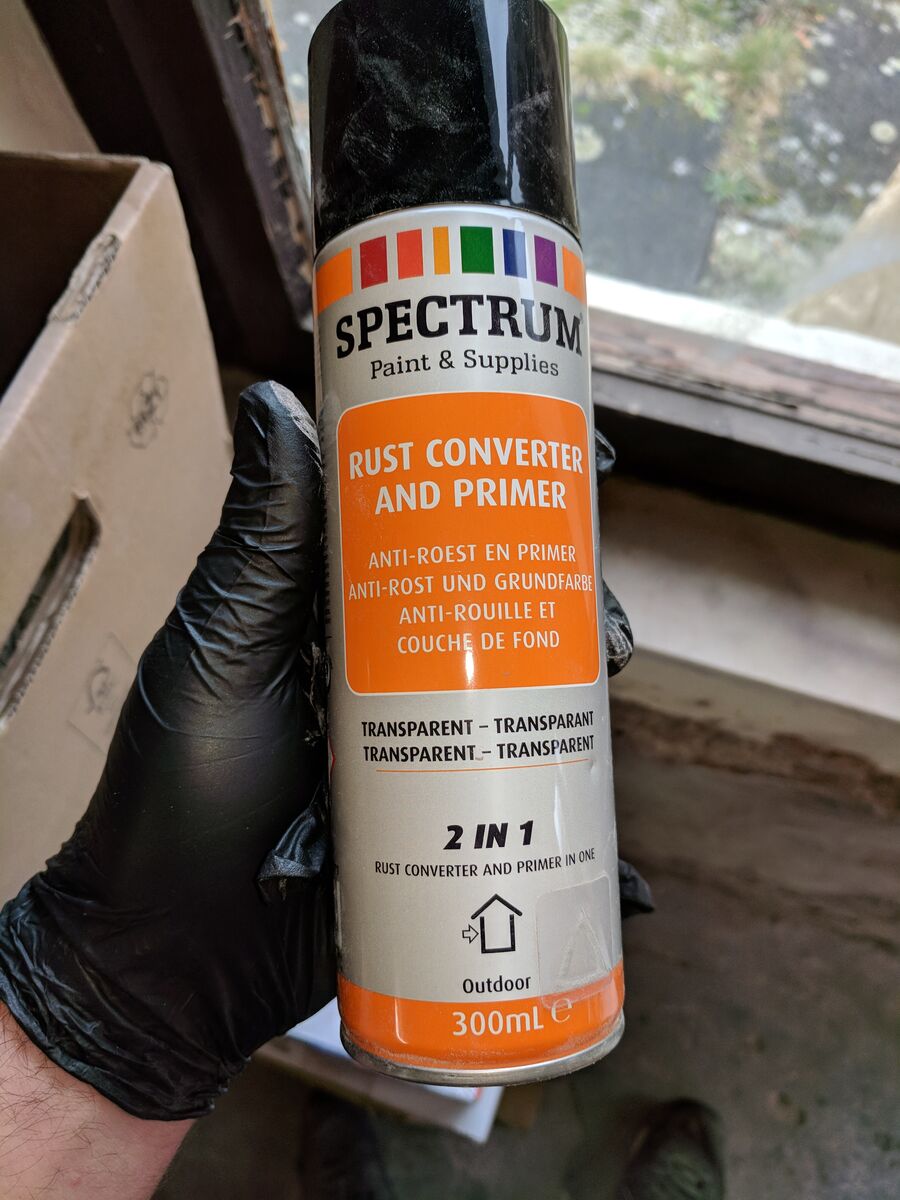 SPECTRUM
Paint & Supplies
RUST CONVERTER
AND PRIMER
ANTI-ROEST EN PRIMER
ANTI-ROST UND GRUNDFARBE
ANTI-ROUILLE ET
COUCHE DE FOND
TRANSPARENT – TRANSPARANT
TRANSPARENT – TRANSPARENT
2 IN 1
RUST CONVERTER AND PRIMER IN ONE
Outdoor
300mL ℮